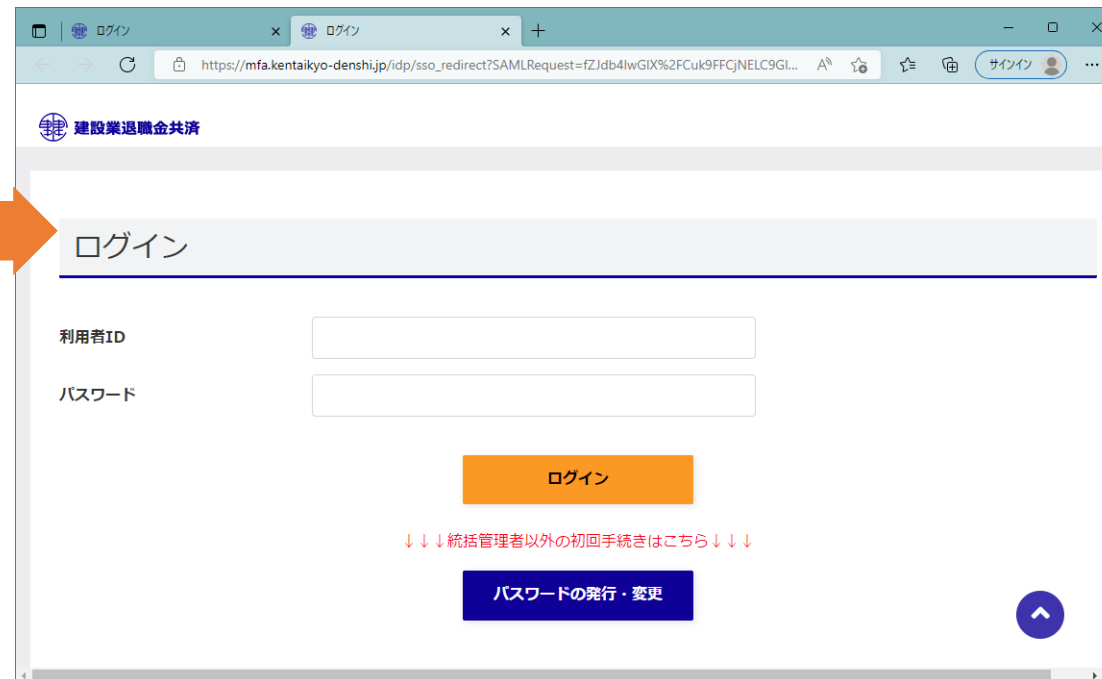 ログイン
ログイン
https://mfa.kentaikyo-denshi.jp/idp/sso_redirect?SAMLRequest=fZJdb4IwGIX%2FCuk9FFCjNELC9GI...
サインイン
建設業退職金共済
ログイン
利用者ID
パスワード
ログイン
↓↓↓統括管理者以外の初回手続きはこちら↓↓↓
パスワードの発行・変更